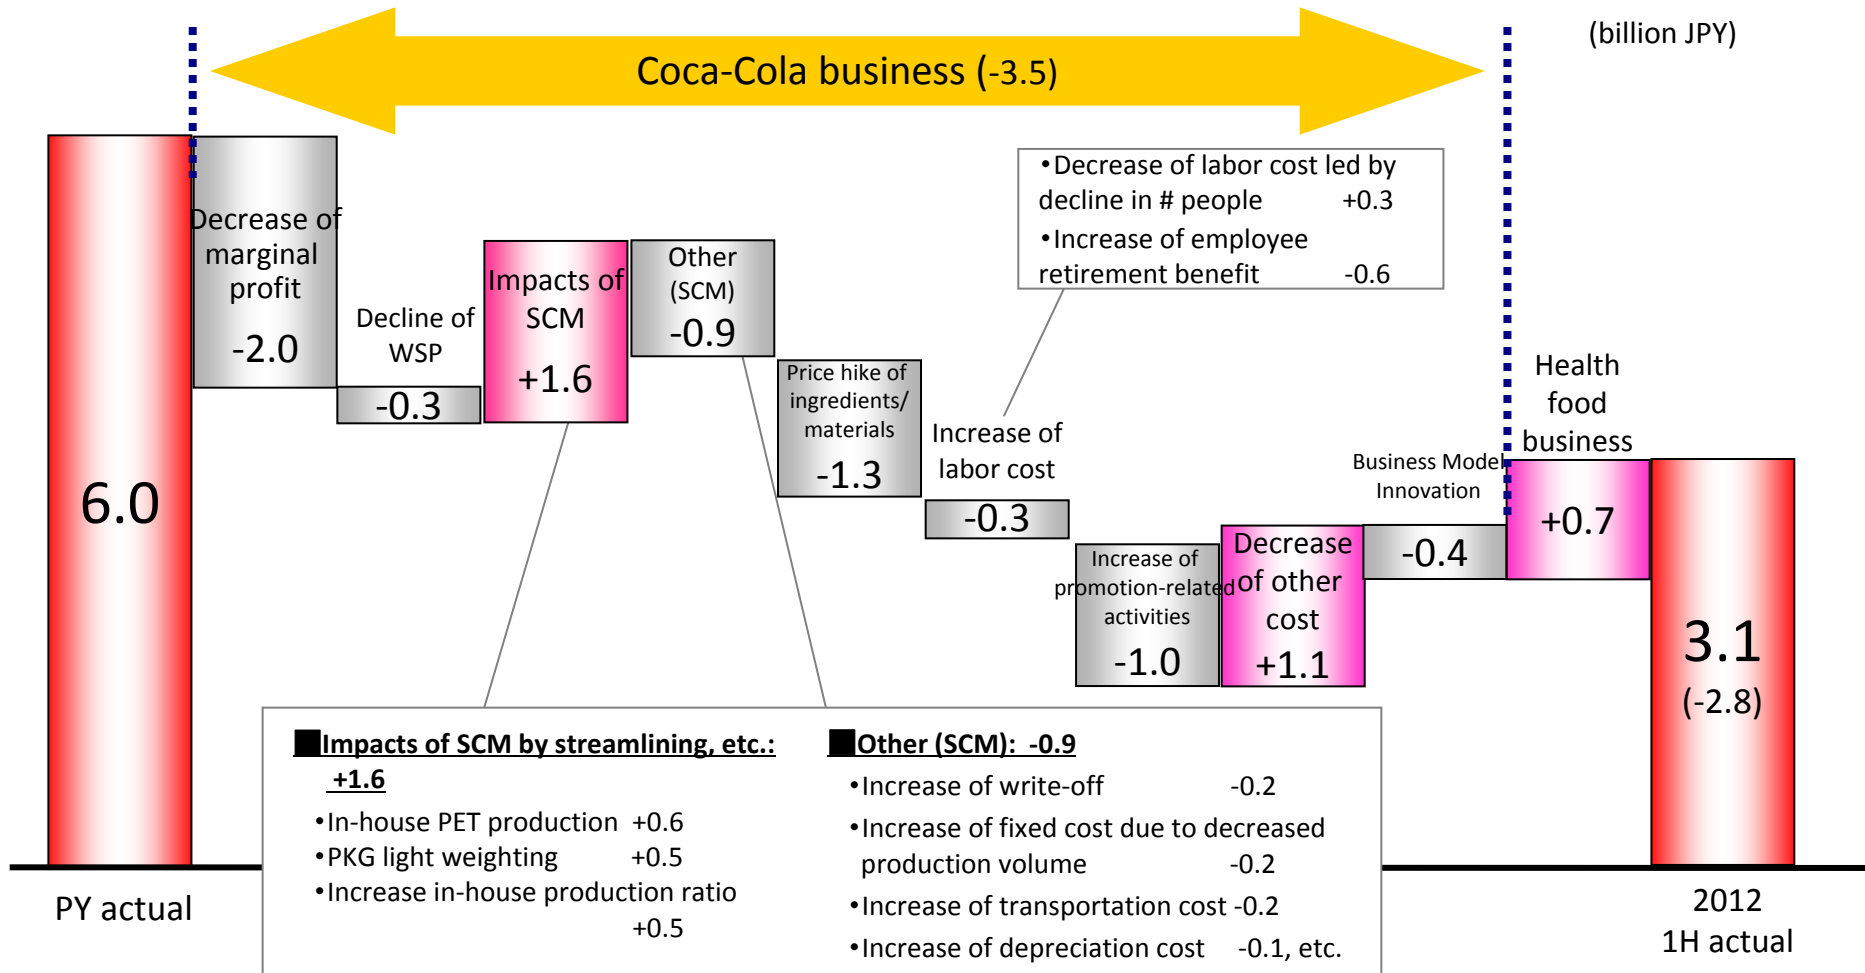 (billion JPY)
Coca-Cola business (-3.5)
6.0
PY actual
Decrease of
marginal
profit
-2.0
Decline of
WSP
-0.3
Impacts of
SCM
+1.6
Other
(SCM)
-0.9
Price hike of
ingredients/
materials
-1.3
•Decrease of labor cost led by
decline in # people +0.3
•Increase of employee
retirement benefit -0.6
Increase of
labor cost
-0.3
Increase of
promotion-related
activities
-1.0
Decrease
of other
cost
+1.1
Business Model
Innovation
-0.4
Health
food
business
+0.7
3.1
(-2.8)
2012
1H actual
■Impacts of SCM by streamlining, etc.:
+1.6
•In-house PET production +0.6
•PKG light weighting +0.5
•Increase in-house production ratio
+0.5
■Other (SCM): -0.9
•Increase of write-off -0.2
•Increase of fixed cost due to decreased
production volume -0.2
•Increase of transportation cost -0.2
•Increase of depreciation cost -0.1, etc.